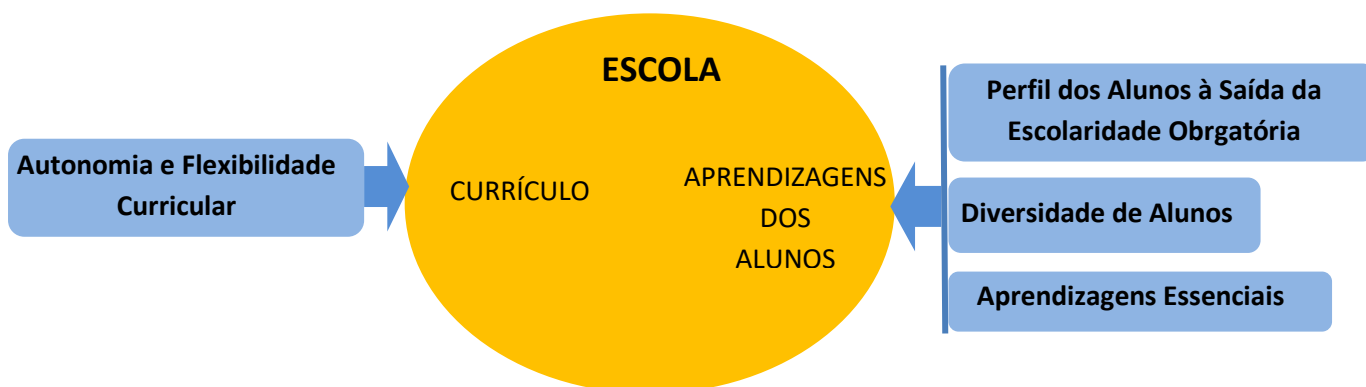 ESCOLA
Autonomia e Flexibilidade
Curricular
CURRÍCULO
APRENDIZAGENS
DOS
ALUNOS
Perfil dos Alunos à Saída da
Escolaridade Obrgatória
Diversidade de Alunos
Aprendizagens Essenciais